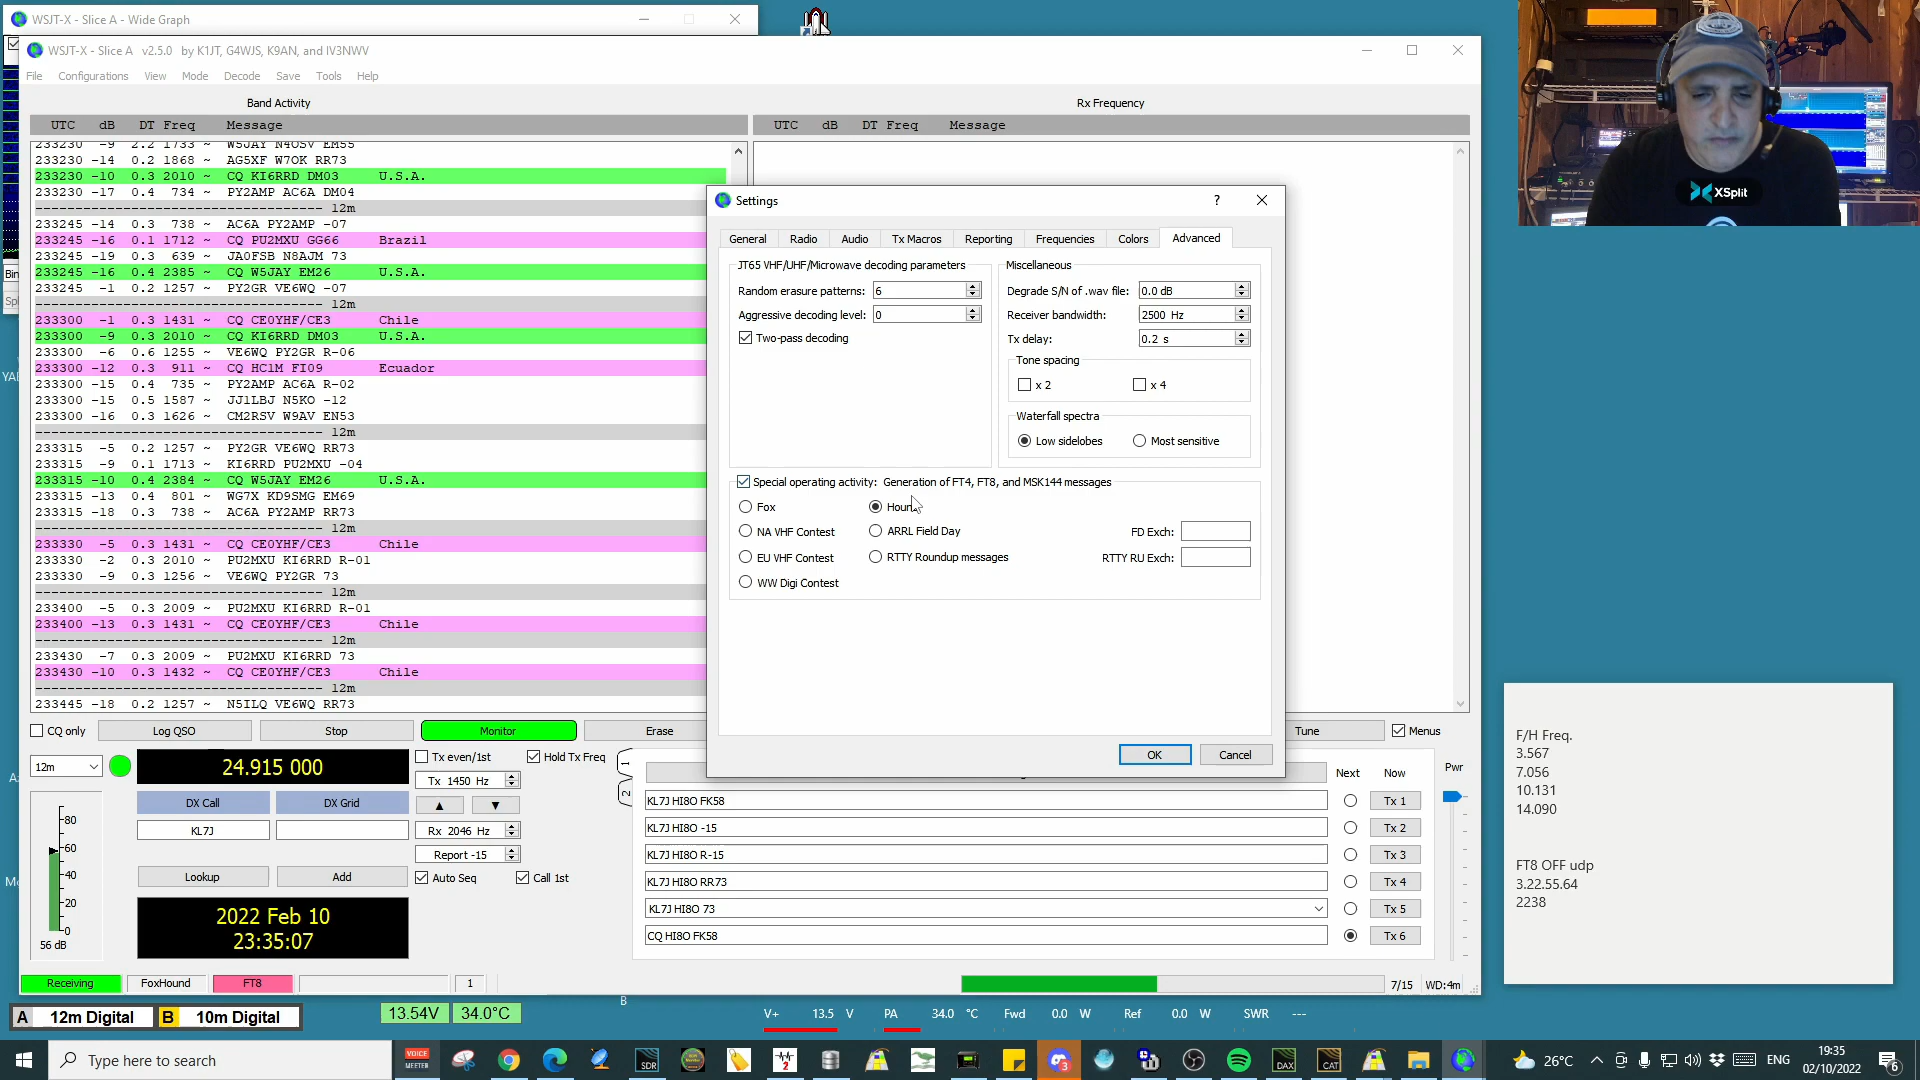 WSJT-X - Slice A - Wide Graph
WSJT-X - Slice A   v2.5.0   by K1JT, G4WJS, K9AN, and IV3NWV
File Configurations View Mode Decode Save Tools Help
Band Activity
Rx Frequency
UTC dB DT Freq Message
UTC dB DT Freq Message
233230 -9 2.2 1733 ~ W5JAY N4OSV EM55
233230 -14 0.2 1868 ~ AG5XF W7OK RR73
233230 -10 0.3 2010 ~ CQ KI6RRD DM03 U.S.A.
233230 -17 0.4 734 ~ PY2AMP AC6A DM04
------------------------------------ 12m
233245 -14 0.3 738 ~ AC6A PY2AMP -07
233245 -16 0.1 1712 ~ CQ PU2MXU GG66 Brazil
233245 -19 0.3 639 ~ JA0FSB N8AJM 73
233245 -16 0.4 2385 ~ CQ W5JAY EM26 U.S.A.
233245 -1 0.2 1257 ~ PY2GR VE6WQ -07
------------------------------------ 12m
233300 -1 0.3 1431 ~ CQ CE0YHF/CE3 Chile
233300 -9 0.3 2010 ~ CQ KI6RRD DM03 U.S.A.
233300 -6 0.6 1255 ~ VE6WQ PY2GR R-06
233300 -12 0.3 911 ~ CQ HC1M FI09 Ecuador
233300 -15 0.4 735 ~ PY2AMP AC6A R-02
233300 -15 0.5 1587 ~ JJ1LBJ N5KO -12
233300 -16 0.3 1626 ~ CM2RSV W9AV EN53
------------------------------------ 12m
233315 -5 0.2 1257 ~ PY2GR VE6WQ RR73
233315 -9 0.1 1713 ~ KI6RRD PU2MXU -04
233315 -10 0.4 2384 ~ CQ W5JAY EM26 U.S.A.
233315 -13 0.4 801 ~ WG7X KD9SMG EM69
233315 -18 0.3 738 ~ AC6A PY2AMP RR73
------------------------------------ 12m
233330 -5 0.3 1431 ~ CQ CE0YHF/CE3 Chile
233330 -2 0.3 2010 ~ PU2MXU KI6RRD R-01
233330 -9 0.3 1256 ~ VE6WQ PY2GR 73
------------------------------------ 12m
233400 -5 0.3 2009 ~ PU2MXU KI6RRD R-01
233400 -13 0.3 1431 ~ CQ CE0YHF/CE3 Chile
------------------------------------ 12m
233430 -7 0.3 2009 ~ PU2MXU KI6RRD 73
233430 -10 0.3 1432 ~ CQ CE0YHF/CE3 Chile
------------------------------------ 12m
233445 -18 0.2 1257 ~ N5ILQ VE6WQ RR73
Settings
?
General Radio Audio Tx Macros Reporting Frequencies Colors Advanced
JT65 VHF/UHF/Microwave decoding parameters
Random erasure patterns: 6
Aggressive decoding level: 0
Two-pass decoding
Miscellaneous
Degrade S/N of .wav file: 0.0 dB
Receiver bandwidth: 2500 Hz
Tx delay: 0.2 s
Tone spacing
x 2 x 4
Waterfall spectra
Low sidelobes Most sensitive
Special operating activity: Generation of FT4, FT8, and MSK144 messages
Fox Hound
NA VHF Contest ARRL Field Day FD Exch:
EU VHF Contest RTTY Roundup messages RTTY RU Exch:
WW Digi Contest
OK Cancel
CQ only Log QSO Stop Monitor Erase Tune Menus
12m
24.915 000
Tx even/1st Hold Tx Freq
Tx 1450 Hz
DX Call DX Grid
KL7J
Rx 2046 Hz
Report -15
Lookup Add
Auto Seq Call 1st
2022 Feb 10
23:35:07
-80
-60
-40
-20
-0
56 dB
1
2
Next Now Pwr
KL7J HI8O FK58 Tx 1
KL7J HI8O -15 Tx 2
KL7J HI8O R-15 Tx 3
KL7J HI8O RR73 Tx 4
KL7J HI8O 73 Tx 5
CQ HI8O FK58 Tx 6
Receiving FoxHound FT8 1 7/15 WD:4m
A 12m Digital B 10m Digital
13.54V 34.0°C
B
V+ 13.5 V PA 34.0 °C Fwd 0.0 W Ref 0.0 W SWR ---
XSplit
F/H Freq.
3.567
7.056
10.131
14.090
FT8 OFF udp
3.22.55.64
2238
Type here to search
VOICE MEETER
SDR
2
3
DAX
CAT
26°C
ENG
19:35
02/10/2022
6